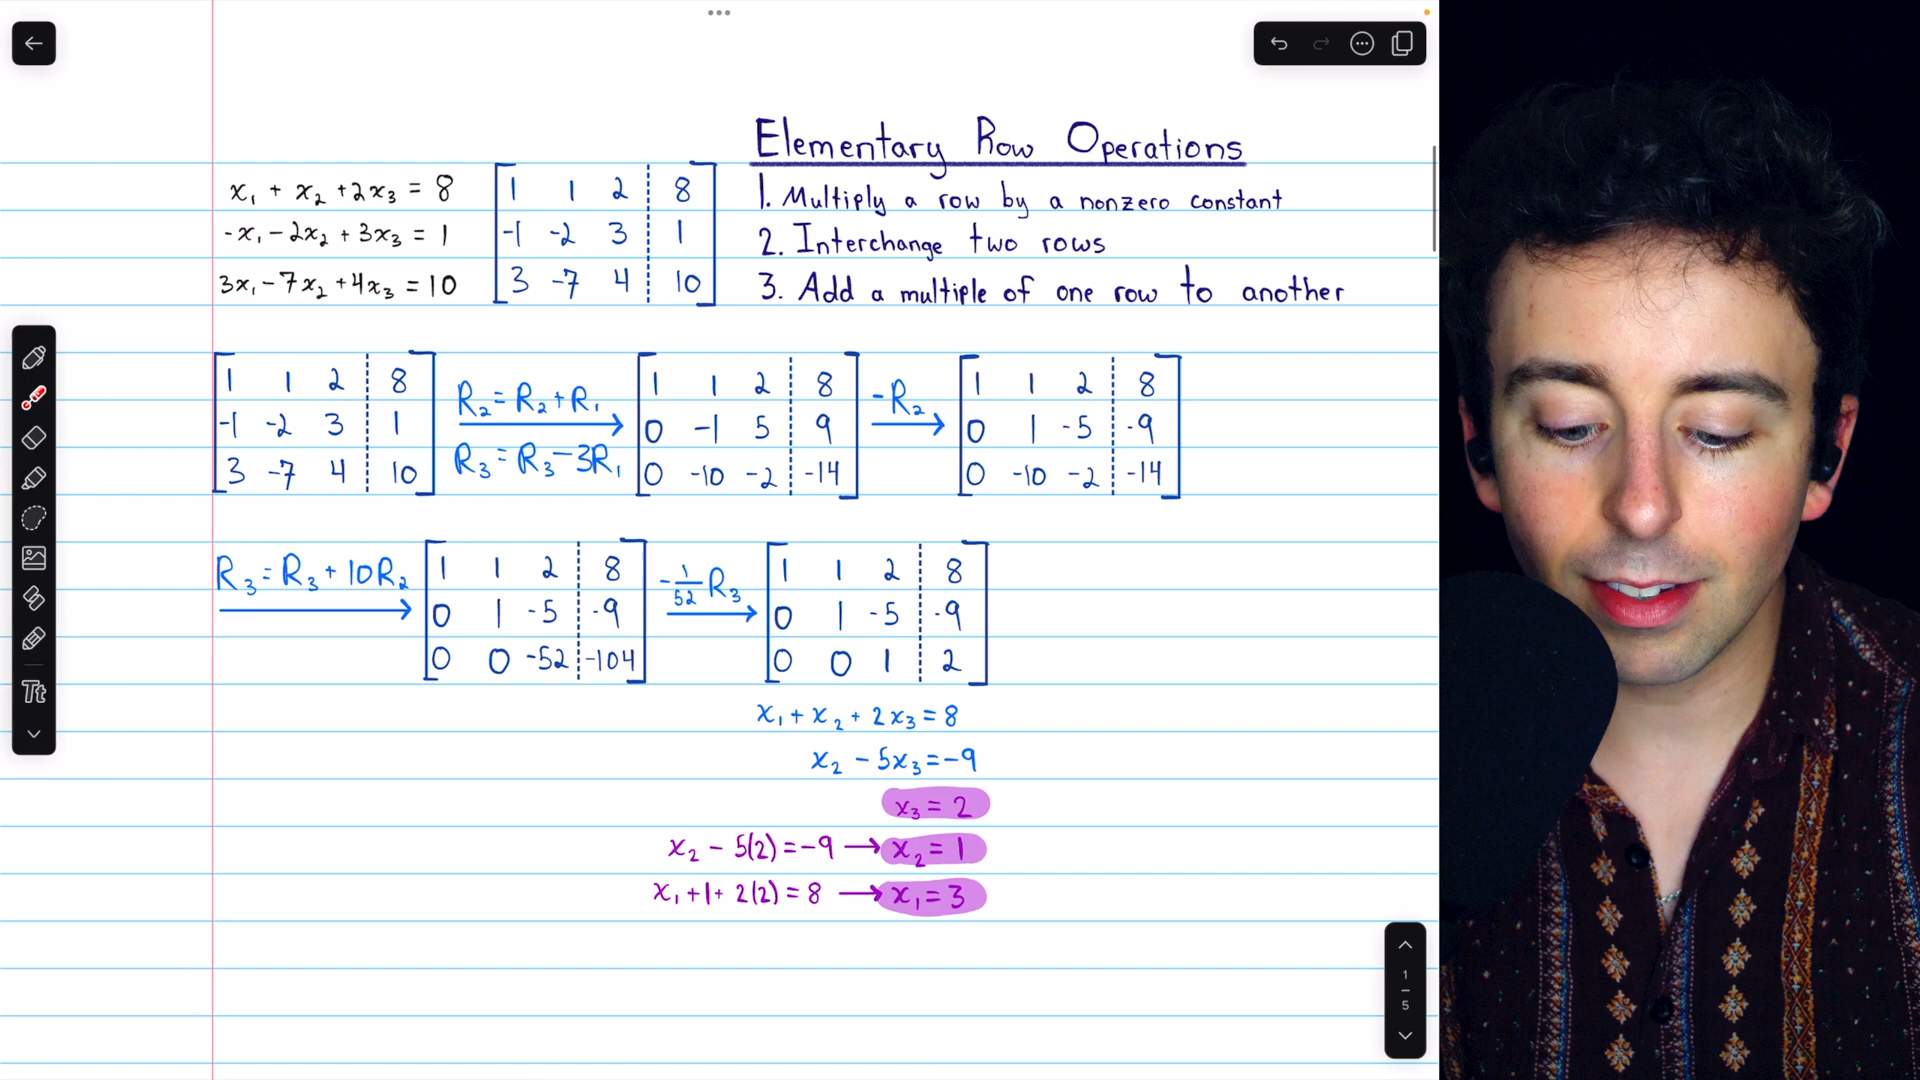 Elementary Row Operations
x₁ + x₂ + 2x₃ = 8
-x₁ - 2x₂ + 3x₃ = 1
3x₁ - 7x₂ + 4x₃ = 10
1 1 2 8
-1 -2 3 1
3 -7 4 10
1. Multiply a row by a nonzero constant
2. Interchange two rows
3. Add a multiple of one row to another
1 1 2 8
-1 -2 3 1
3 -7 4 10
R₂ = R₂ + R₁
R₃ = R₃ - 3R₁
1 1 2 8
0 -1 5 9
0 -10 -2 -14
-R₂
1 1 2 8
0 1 -5 -9
0 -10 -2 -14
R₃ = R₃ + 10R₂
1 1 2 8
0 1 -5 -9
0 0 -52 -104
-1/52 R₃
1 1 2 8
0 1 -5 -9
0 0 1 2
x₁ + x₂ + 2x₃ = 8
x₂ - 5x₃ = -9
x₃ = 2
x₂ - 5(2) = -9 → x₂ = 1
x₁ + 1 + 2(2) = 8 → x₁ = 3
Tt
1
5